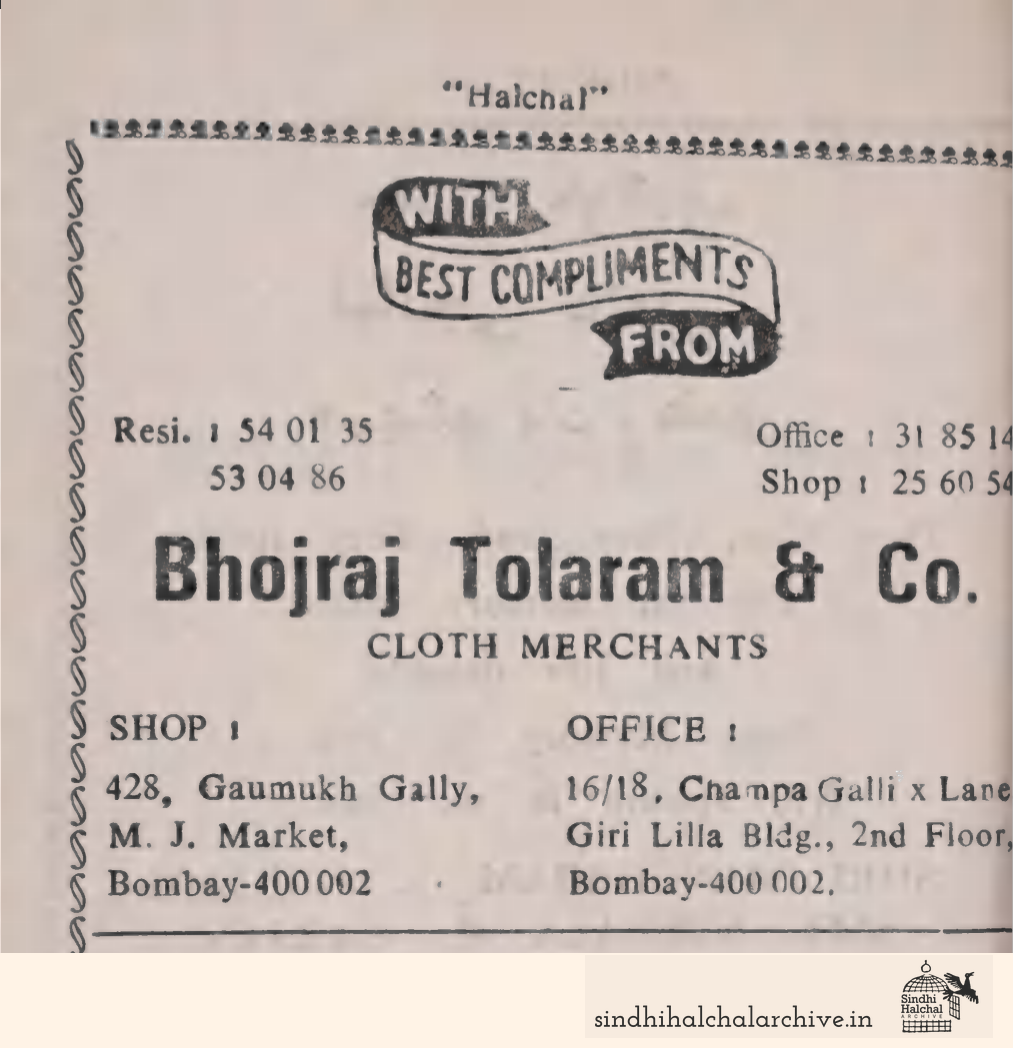 "Halchal"
WITH
BEST COMPLIMENTS
FROM
Resi. : 54 01 35
Office : 31 85 14
53 04 86
Shop : 25 60 54
Bhojraj Tolaram & Co.
CLOTH MERCHANTS
SHOP :
428, Gaumukh Gally,
M. J. Market,
Bombay-400 002
OFFICE :
16/18, Champa Galli x Lane
Giri Lilla Bldg., 2nd Floor,
Bombay-400 002.
sindhihalchalarchive.in
Sindhi
Halchal
ARCHIVE